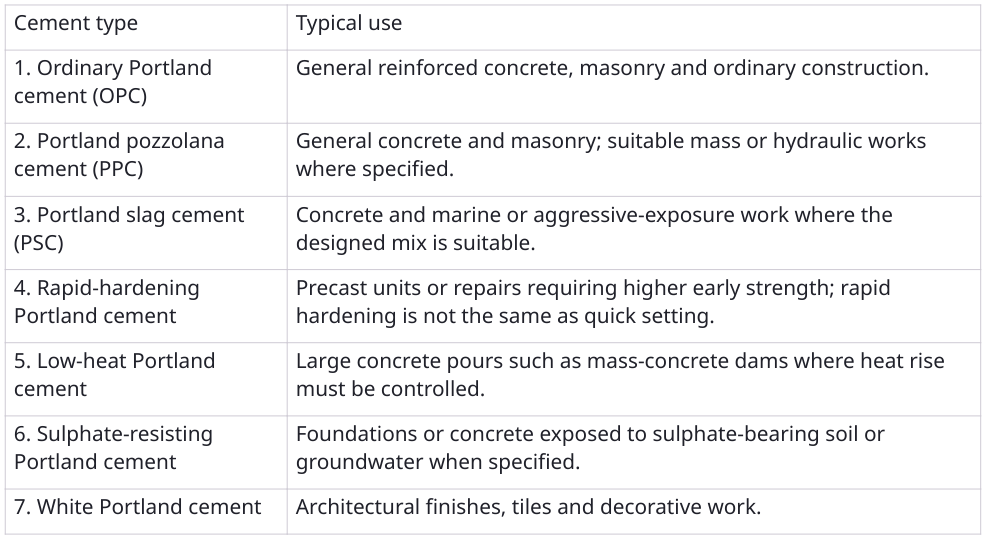 Cement type
Typical use
1. Ordinary Portland
cement (OPC)
General reinforced concrete, masonry and ordinary construction.
2. Portland pozzolana
cement (PPC)
General concrete and masonry; suitable mass or hydraulic works
where specified.
3. Portland slag cement
(PSC)
Concrete and marine or aggressive-exposure work where the
designed mix is suitable.
4. Rapid-hardening
Portland cement
Precast units or repairs requiring higher early strength; rapid
hardening is not the same as quick setting.
5. Low-heat Portland
cement
Large concrete pours such as mass-concrete dams where heat rise
must be controlled.
6. Sulphate-resisting
Portland cement
Foundations or concrete exposed to sulphate-bearing soil or
groundwater when specified.
7. White Portland cement
Architectural finishes, tiles and decorative work.